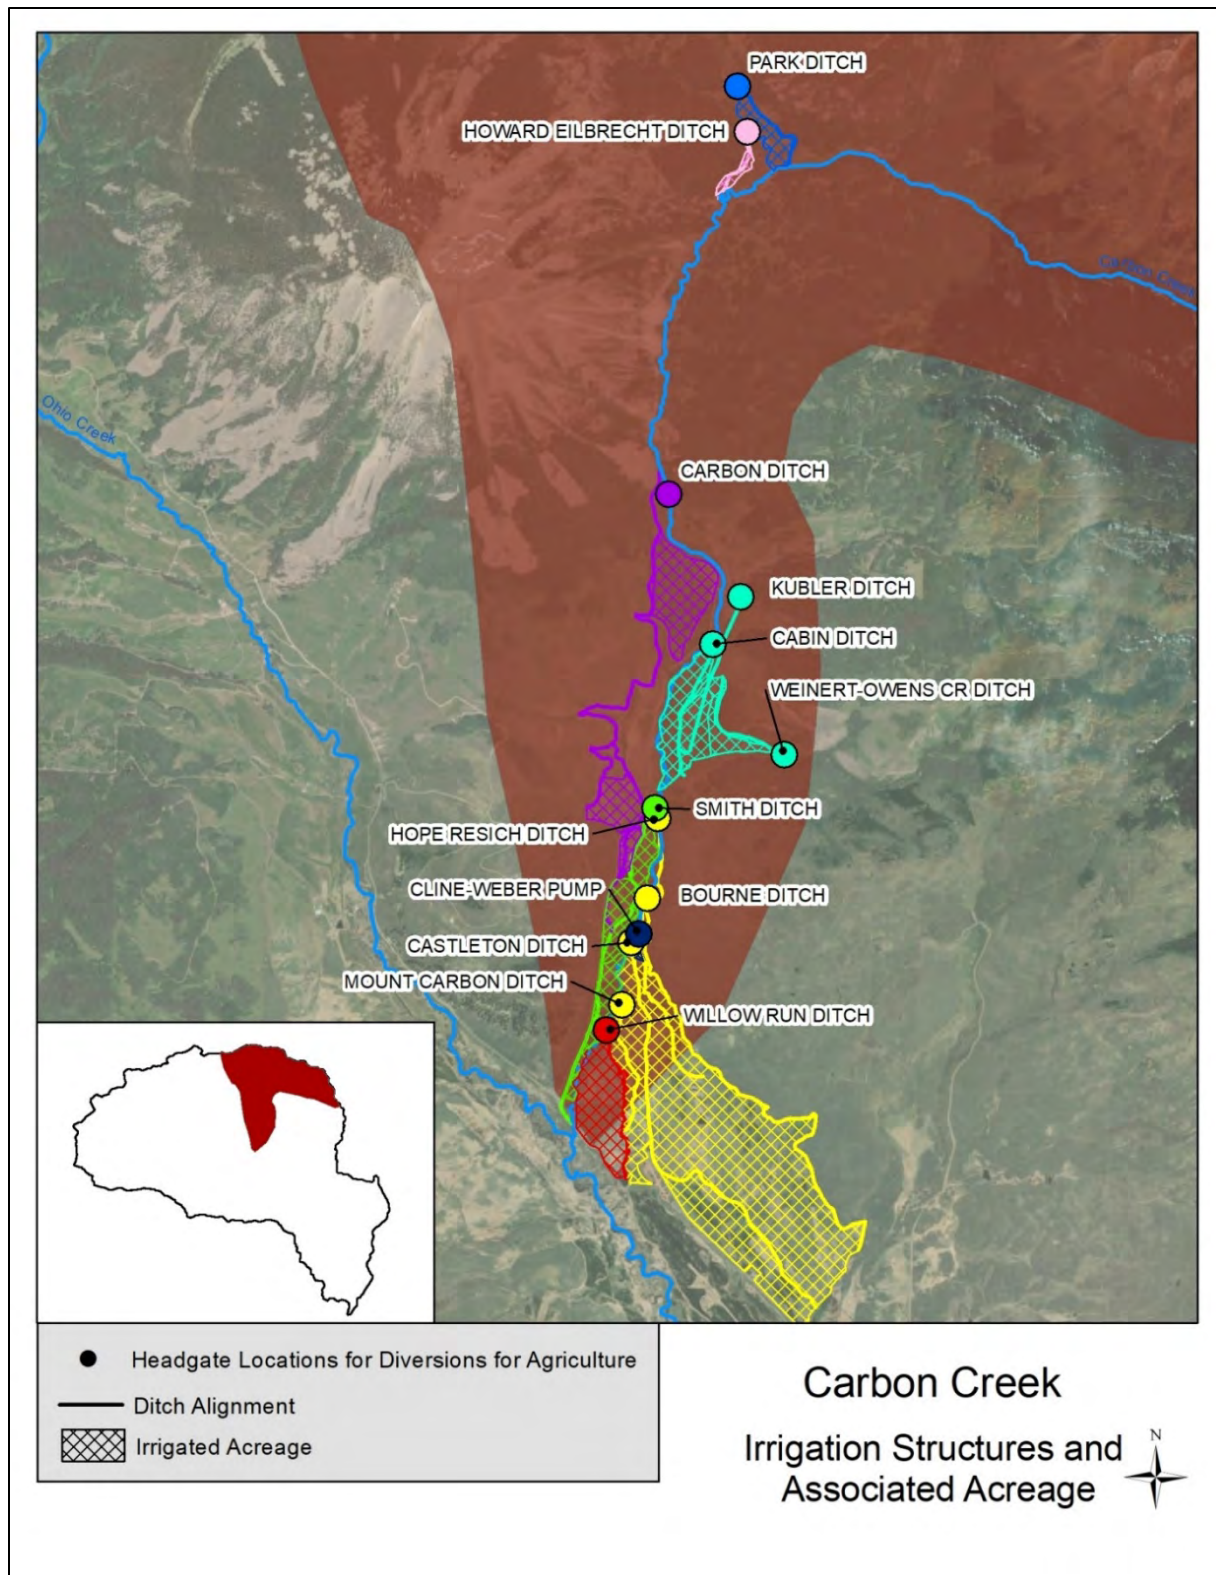 PARK DITCH
HOWARD EILBRECHT DITCH
Carbon Creek
Ohio Creek
CARBON DITCH
KUBLER DITCH
CABIN DITCH
WEINERT-OWENS CR DITCH
SMITH DITCH
HOPE RESICH DITCH
CLINE-WEBER PUMP
BOURNE DITCH
CASTLETON DITCH
MOUNT CARBON DITCH
WILLOW RUN DITCH
Headgate Locations for Diversions for Agriculture
Ditch Alignment
Irrigated Acreage
Carbon Creek
Irrigation Structures and
Associated Acreage
N